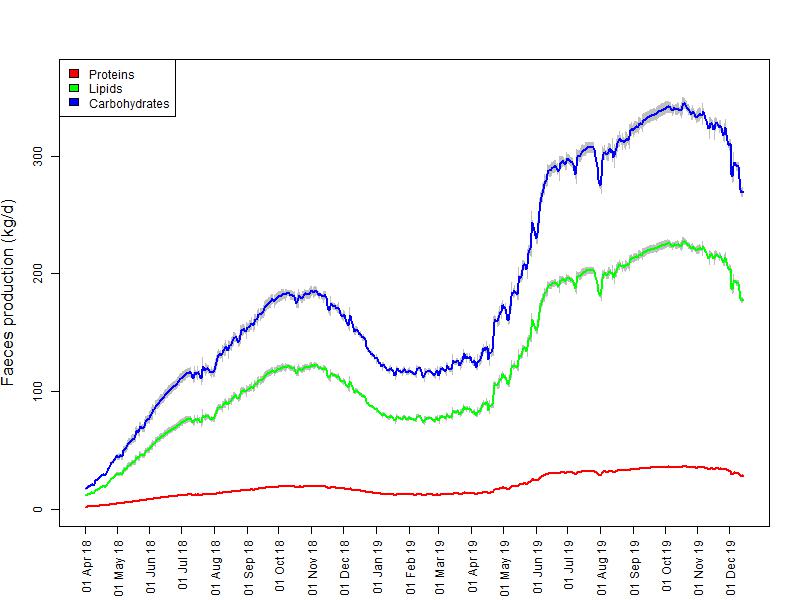 Proteins
Lipids
Carbohydrates
Faeces production (kg/d)
300
200
100
0
01 Apr 18
01 May 18
01 Jun 18
01 Jul 18
01 Aug 18
01 Sep 18
01 Oct 18
01 Nov 18
01 Dec 18
01 Jan 19
01 Feb 19
01 Mar 19
01 Apr 19
01 May 19
01 Jun 19
01 Jul 19
01 Aug 19
01 Sep 19
01 Oct 19
01 Nov 19
01 Dec 19